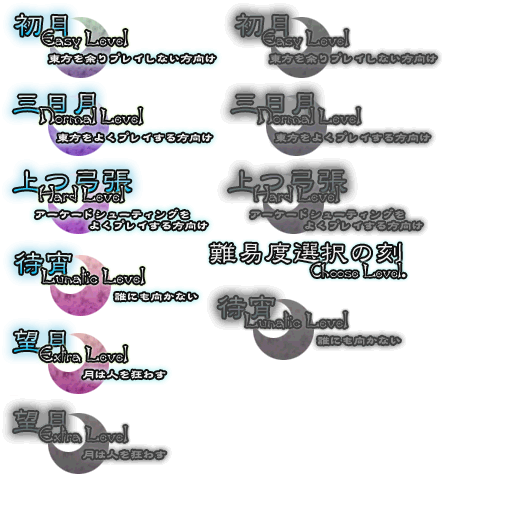 初月
Easy Level
東方を余りプレイしない方向け
三日月
Normal Level
東方をよくプレイする方向け
上つ弓張
Hard Level
アーケードシューティングを
よくプレイする方向け
待宵
Lunatic Level
誰にも向かない
望月
Extra Level
月は人を狂わす
望月
Extra Level
月は人を狂わす
初月
Easy Level
東方を余りプレイしない方向け
三日月
Normal Level
東方をよくプレイする方向け
上つ弓張
Hard Level
アーケードシューティングを
よくプレイする方向け
難易度選択の刻
Choose Level.
待宵
Lunatic Level
誰にも向かない